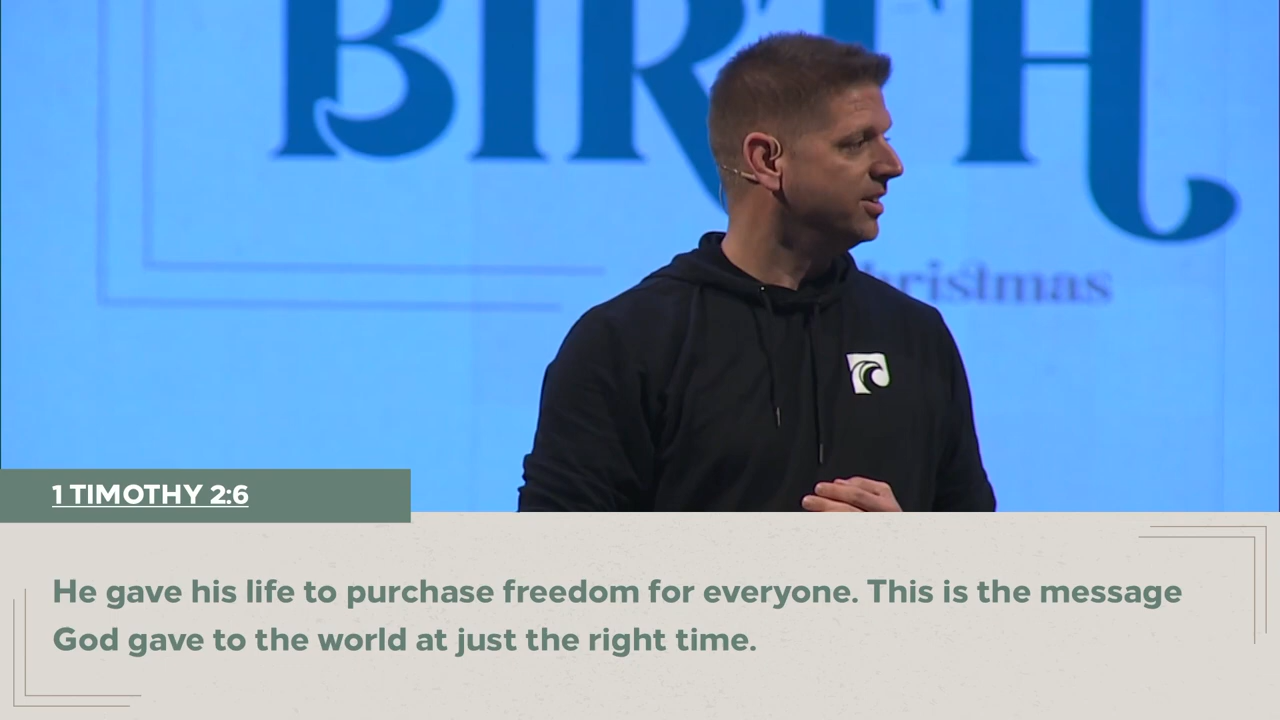 BIRTH
hristmas
1 TIMOTHY 2:6
He gave his life to purchase freedom for everyone. This is the message
God gave to the world at just the right time.